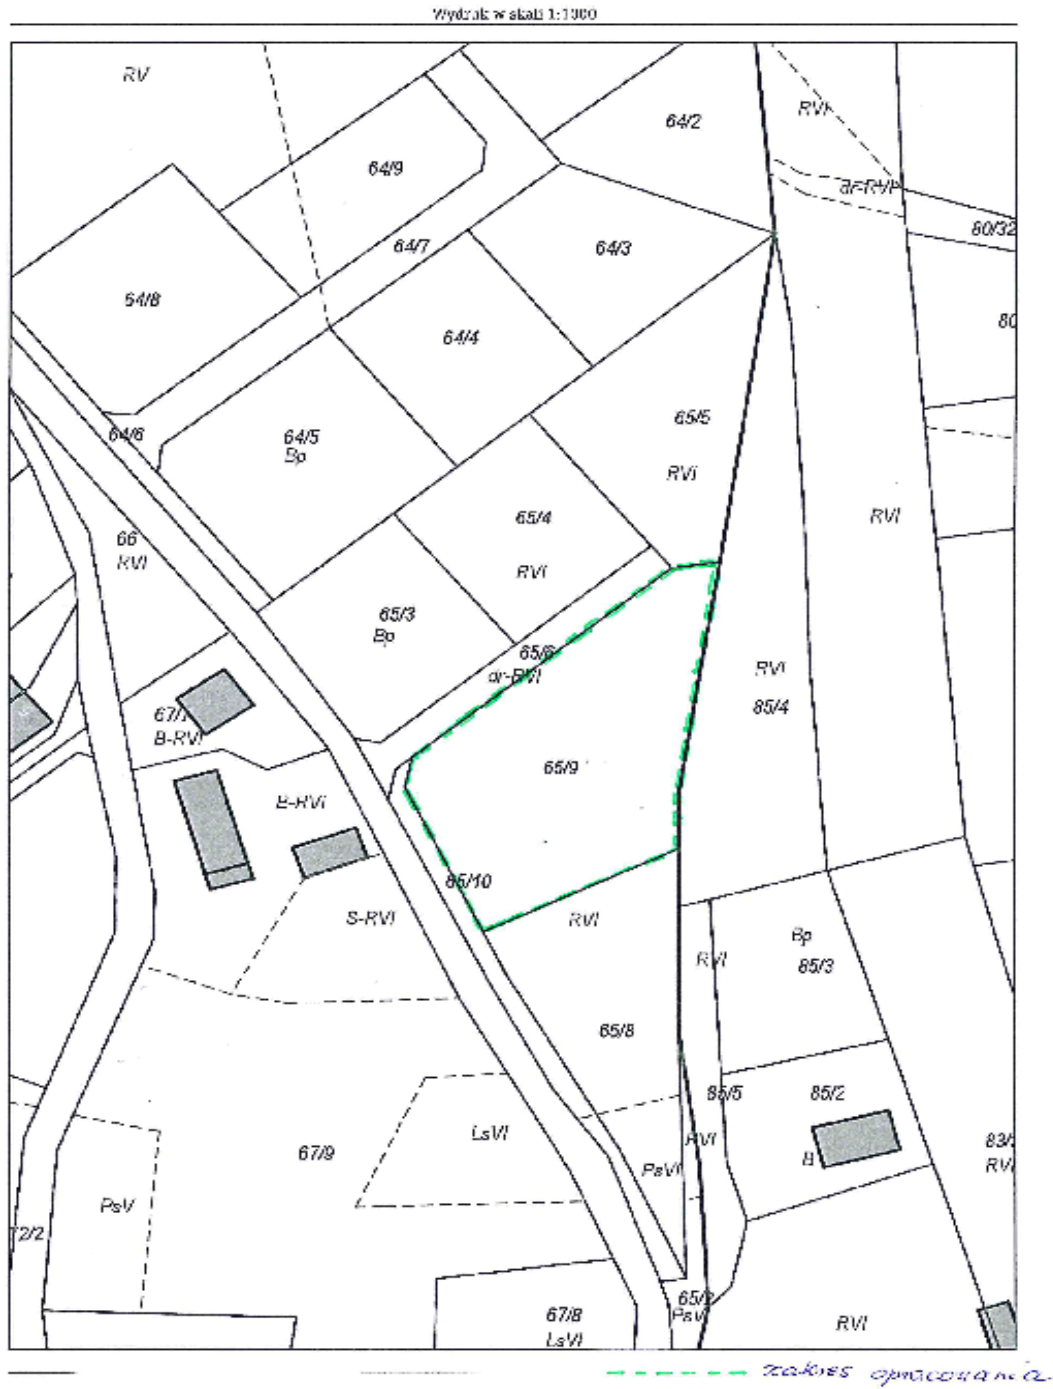 Wydruk w skali 1:1000
RV
64/2
RVI
64/9
dr-RVI
80/32
64/7
64/3
64/8
80
64/4
65/5
64/6
64/5
Bp
RVI
65/4
RVI
66
RVI
RVI
65/3
Bp
65/6
dr-RVI
RVI
85/4
67/7
B-RVI
65/9
B-RVI
65/10
S-RVI
RVI
Bp
85/3
RVI
65/8
85/5
85/2
LsVI
RVI
83/
RVI
67/9
B
PsVI
PsV
72/2
65/2
PsV
67/8
LsVI
RVI
zakres opracowania